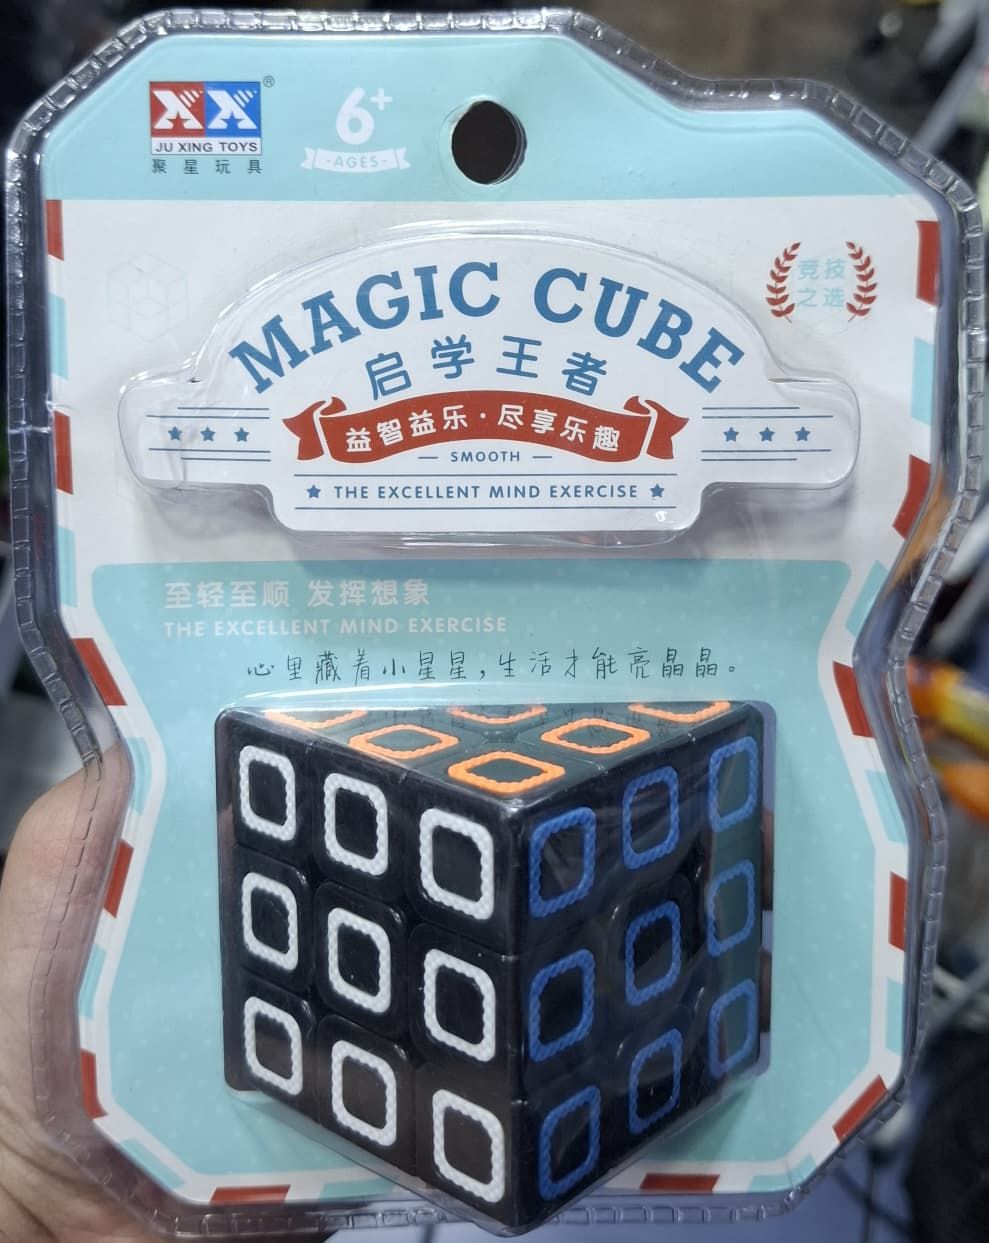 ®
JU XING TOYS
聚星玩具
6+
-AGES-
竞技
之选
MAGIC CUBE
启学王者
益智益乐·尽享乐趣
— SMOOTH —
★ THE EXCELLENT MIND EXERCISE ★
至轻至顺 发挥想象
THE EXCELLENT MIND EXERCISE
心里藏着小星星,生活才能亮晶晶。